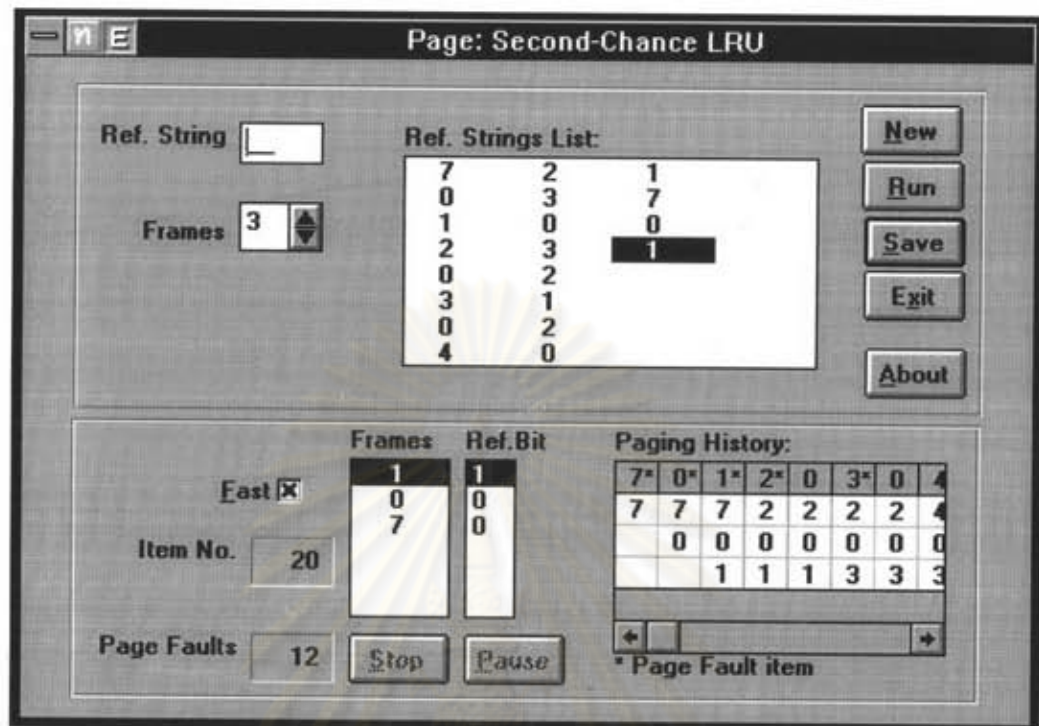 Page: Second-Chance LRU
Ref. String
Frames 3
Ref. Strings List:
7 2 1
0 3 7
1 0 0
2 3 1
0 2
3 1
0 2
4 0
New
Run
Save
Exit
About
Fast
Item No. 20
Page Faults 12
Frames Ref.Bit
1 1
0 0
7 0
Stop Pause
Paging History:
7* 0* 1* 2* 0 3* 0 4
7 7 7 2 2 2 2 4
0 0 0 0 0 0 0
1 1 1 3 3 3
* Page Fault item